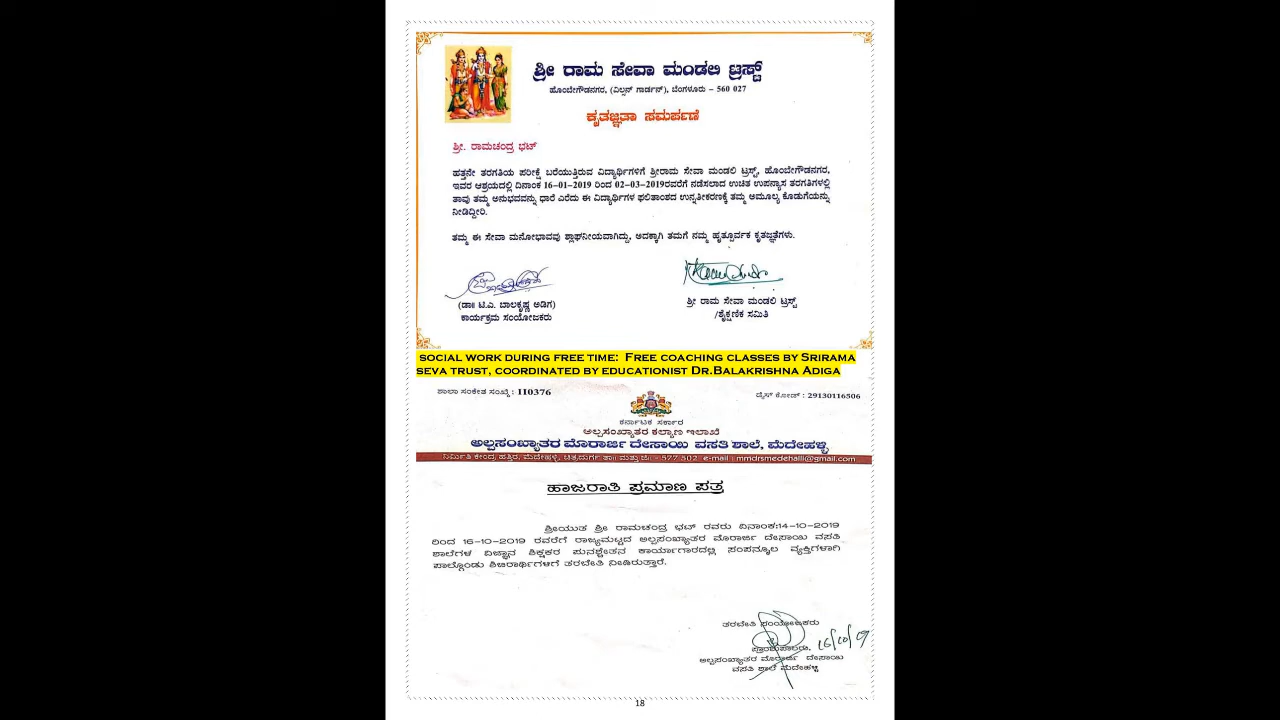 ಶ್ರೀ ರಾಮ ಸೇವಾ ಮಂಡಲಿ ಟ್ರಸ್ಟ್
ಹೊಂಬೇಗೌಡನಗರ, (ವಿಲ್ಸನ್ ಗಾರ್ಡನ್), ಬೆಂಗಳೂರು - 560 027
ಕೃತಜ್ಞತಾ ಸಮರ್ಪಣೆ
ಶ್ರೀ. ರಾಮಚಂದ್ರ ಭಟ್
ಹತ್ತನೇ ತರಗತಿಯ ಪರೀಕ್ಷೆ ಬರೆಯುತ್ತಿರುವ ವಿದ್ಯಾರ್ಥಿಗಳಿಗೆ ಶ್ರೀರಾಮ ಸೇವಾ ಮಂಡಲಿ ಟ್ರಸ್ಟ್, ಹೊಂಬೇಗೌಡನಗರ,
ಇವರ ಆಶ್ರಯದಲ್ಲಿ ದಿನಾಂಕ 16-01-2019 ರಿಂದ 02-03-2019ರವರೆಗೆ ನಡೆಸಲಾದ ಉಚಿತ ಉಪನ್ಯಾಸ ತರಗತಿಗಳಲ್ಲಿ
ತಾವು ತಮ್ಮ ಅನುಭವವನ್ನು ಧಾರೆ ಎರೆದು ಈ ವಿದ್ಯಾರ್ಥಿಗಳ ಫಲಿತಾಂಶದ ಉನ್ನತೀಕರಣಕ್ಕೆ ತಮ್ಮ ಅಮೂಲ್ಯ ಕೊಡುಗೆಯನ್ನು
ನೀಡಿದ್ದೀರಿ.
ತಮ್ಮ ಈ ಸೇವಾ ಮನೋಭಾವವು ಶ್ಲಾಘನೀಯವಾಗಿದ್ದು, ಅದಕ್ಕಾಗಿ ತಮಗೆ ನಮ್ಮ ಹೃತ್ಪೂರ್ವಕ ಕೃತಜ್ಞತೆಗಳು.
(ಡಾ॥ ಟಿ.ಎ. ಬಾಲಕೃಷ್ಣ ಅಡಿಗ)
ಕಾರ್ಯಕ್ರಮ ಸಂಯೋಜಕರು
ಶ್ರೀ ರಾಮ ಸೇವಾ ಮಂಡಲಿ ಟ್ರಸ್ಟ್
/ಶೈಕ್ಷಣಿಕ ಸಮಿತಿ
SOCIAL WORK DURING FREE TIME: FREE COACHING CLASSES BY SRIRAMA
SEVA TRUST, COORDINATED BY EDUCATIONIST DR.BALAKRISHNA ADIGA
ಶಾಲಾ ಸಂಕೇತ ಸಂಖ್ಯೆ : 110376
ಡೈಸ್ ಕೋಡ್ : 29130116506
ಕರ್ನಾಟಕ ಸರ್ಕಾರ
ಅಲ್ಪಸಂಖ್ಯಾತರ ಕಲ್ಯಾಣ ಇಲಾಖೆ
ಅಲ್ಪಸಂಖ್ಯಾತರ ಮೊರಾರ್ಜಿ ದೇಸಾಯಿ ವಸತಿ ಶಾಲೆ, ಮೆದೇಹಳ್ಳಿ
ನಿರ್ಮಿತಿ ಕೇಂದ್ರ ಹತ್ತಿರ, ಮೆದೇಹಳ್ಳಿ, ಚಿತ್ರದುರ್ಗ ತಾ॥ ಮತ್ತು ಜಿ॥ - 577 502 e-mail : mmdrsmedehalli@gmail.com
ಹಾಜರಾತಿ ಪ್ರಮಾಣ ಪತ್ರ
ಶ್ರೀಯುತ ಶ್ರೀ ರಾಮಚಂದ್ರ ಭಟ್ ರವರು ದಿನಾಂಕ:14-10-2019
ರಿಂದ 16-10-2019 ರವರೆಗೆ ರಾಜ್ಯಮಟ್ಟದ ಅಲ್ಪಸಂಖ್ಯಾತರ ಮೊರಾರ್ಜಿ ದೇಸಾಯಿ ವಸತಿ
ಶಾಲೆಗಳ ವಿಜ್ಞಾನ ಶಿಕ್ಷಕರ ಪುನಶ್ಚೇತನ ಕಾರ್ಯಾಗಾರದಲ್ಲಿ ಸಂಪನ್ಮೂಲ ವ್ಯಕ್ತಿಗಳಾಗಿ
ಪಾಲ್ಗೊಂಡು ಶಿಬಿರಾರ್ಥಿಗಳಿಗೆ ತರಬೇತಿ ನೀಡಿರುತ್ತಾರೆ.
ತರಬೇತಿ ಸಂಯೋಜಕರು
ಪ್ರಾಂಶುಪಾಲರು,
ಅಲ್ಪಸಂಖ್ಯಾತರ ಮೊರಾರ್ಜಿ ದೇಸಾಯಿ
ವಸತಿ ಶಾಲೆ ಮೆದೇಹಳ್ಳಿ
18